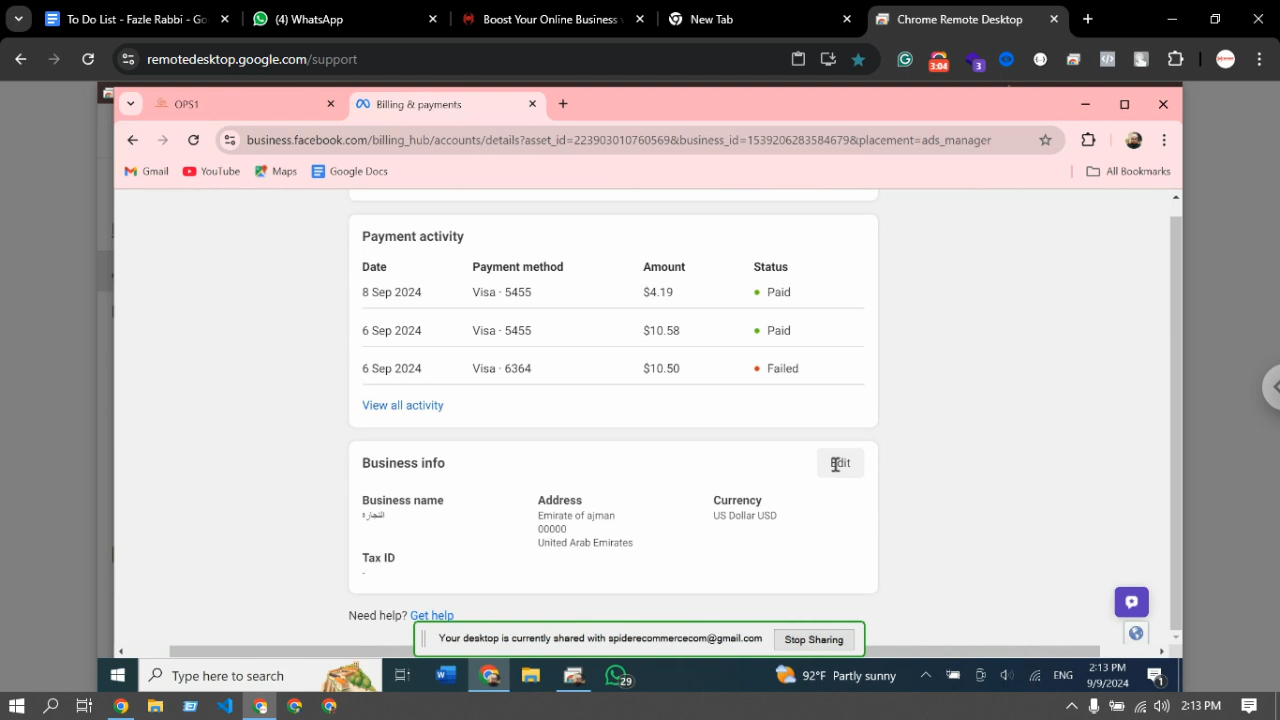 To Do List - Fazle Rabbi - Go
(4) WhatsApp
Boost Your Online Business
New Tab
Chrome Remote Desktop
remotedesktop.google.com/support
3:04
3
OPS1
Billing & payments
business.facebook.com/billing_hub/accounts/details?asset_id=223903010760569&business_id=1539206283584679&placement=ads_manager
Gmail
YouTube
Maps
Google Docs
All Bookmarks
Payment activity
Date Payment method Amount Status
8 Sep 2024 Visa · 5455 $4.19 Paid
6 Sep 2024 Visa · 5455 $10.58 Paid
6 Sep 2024 Visa · 6364 $10.50 Failed
View all activity
Business info
Edit
Business name Address Currency
التجاره Emirate of ajman US Dollar USD
00000
United Arab Emirates
Tax ID
-
Need help? Get help
Your desktop is currently shared with spiderecommercecom@gmail.com
Stop Sharing
Type here to search
29
92°F Partly sunny
ENG
2:13 PM
9/9/2024
1
2:13 PM